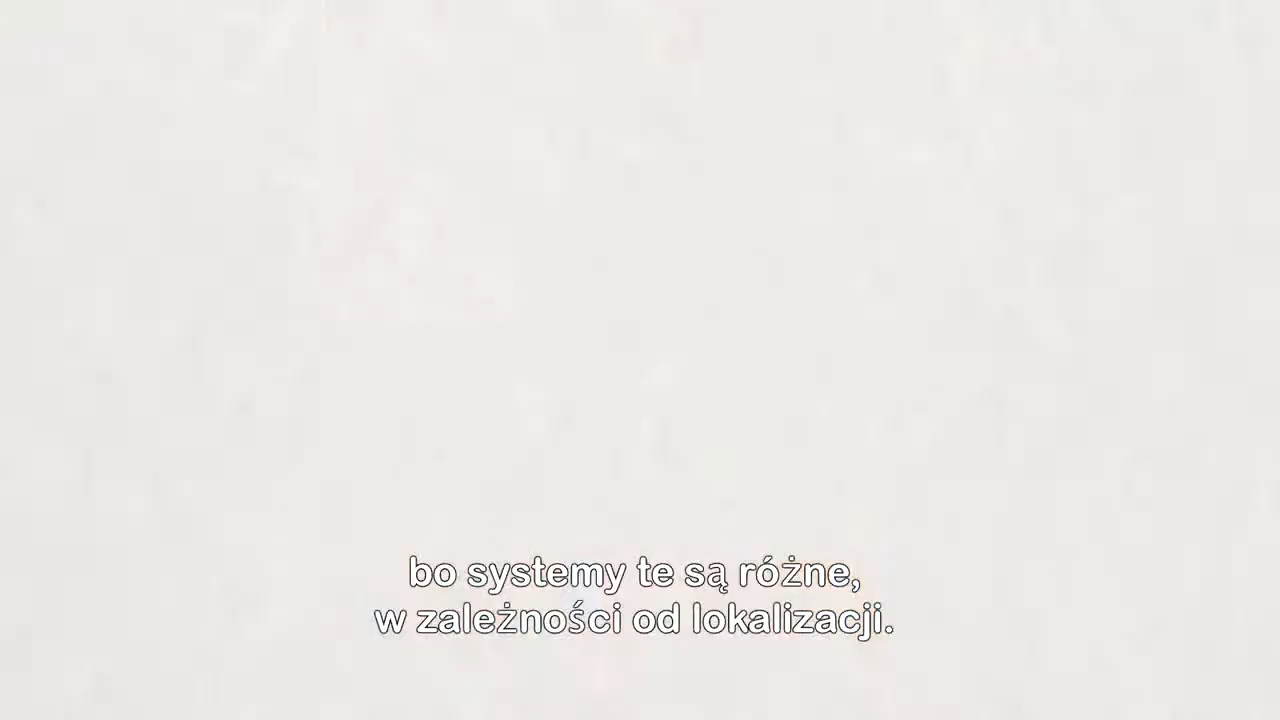 bo systemy te są różne,
w zależności od lokalizacji.